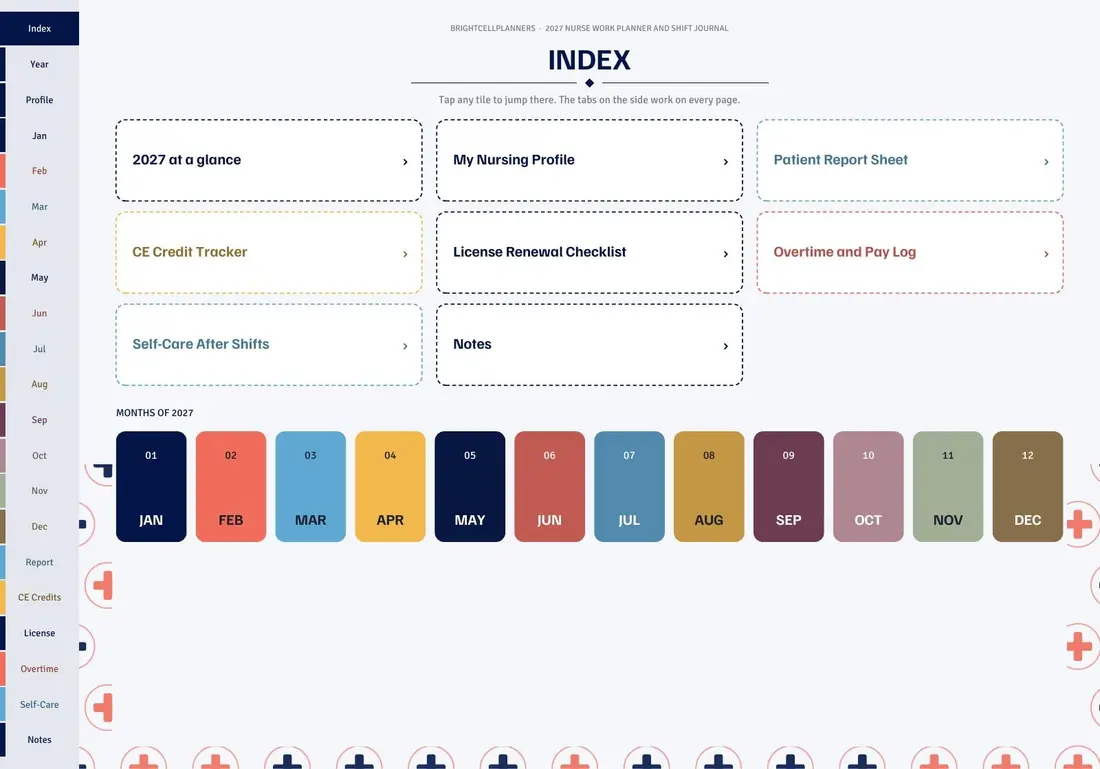 Index
Year
Profile
Jan
Feb
Mar
Apr
May
Jun
Jul
Aug
Sep
Oct
Nov
Dec
Report
CE Credits
License
Overtime
Self-Care
Notes
BRIGHTCELLPLANNERS · 2027 NURSE WORK PLANNER AND SHIFT JOURNAL
INDEX
Tap any tile to jump there. The tabs on the side work on every page.
2027 at a glance ›
My Nursing Profile ›
Patient Report Sheet ›
CE Credit Tracker ›
License Renewal Checklist ›
Overtime and Pay Log ›
Self-Care After Shifts ›
Notes ›
MONTHS OF 2027
01 02 03 04 05 06 07 08 09 10 11 12
JAN FEB MAR APR MAY JUN JUL AUG SEP OCT NOV DEC